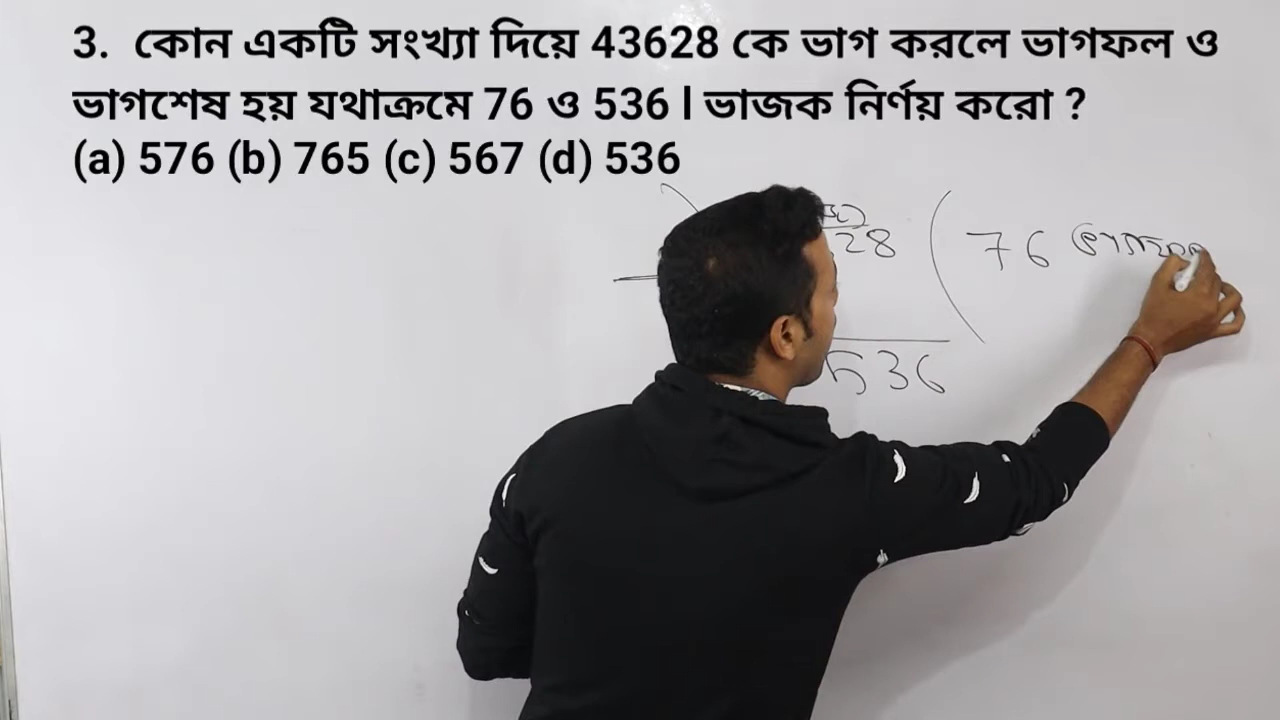 3. কোন একটি সংখ্যা দিয়ে 43628 কে ভাগ করলে ভাগফল ও
ভাগশেষ হয় যথাক্রমে 76 ও 536 l ভাজক নির্ণয় করো ?
(a) 576 (b) 765 (c) 567 (d) 536
28 76
536